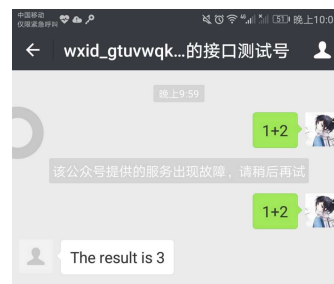 中国移动
仅限紧急呼叫
51 晚上10:0
wxid_gtuvwqk...的接口测试号
晚上9:59
1+2
该公众号提供的服务出现故障，请稍后再试
1+2
The result is 3